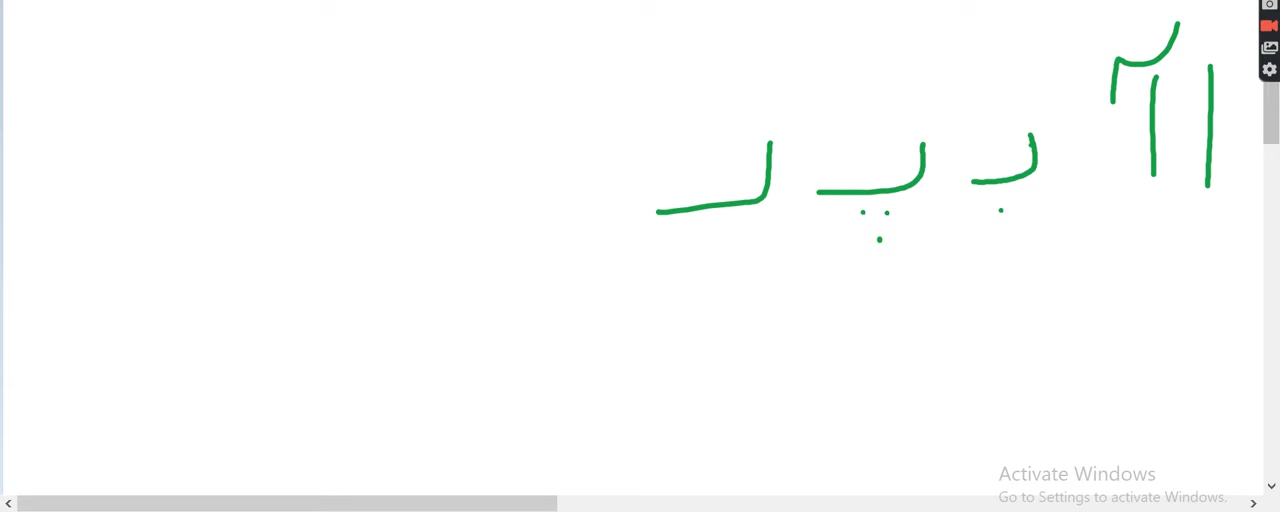 ا آ ب پ
Activate Windows
Go to Settings to activate Windows.